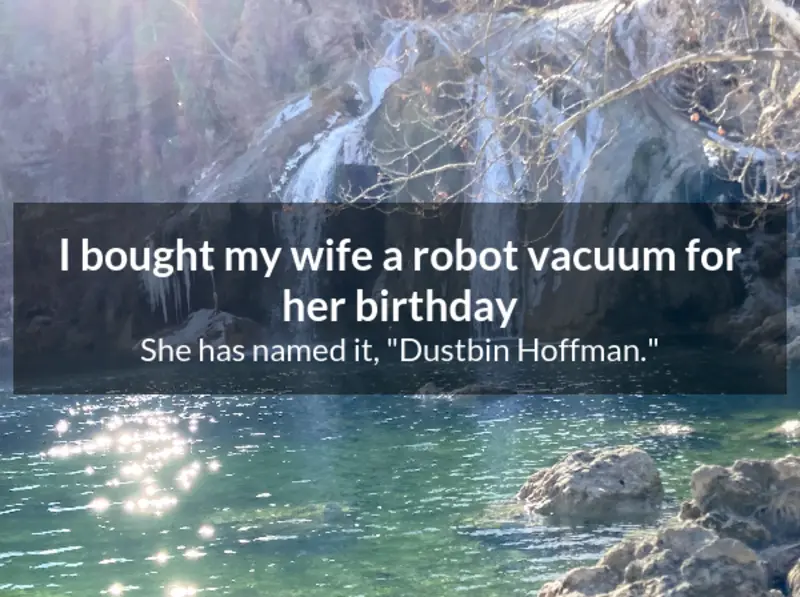 I bought my wife a robot vacuum for
her birthday
She has named it, "Dustbin Hoffman."